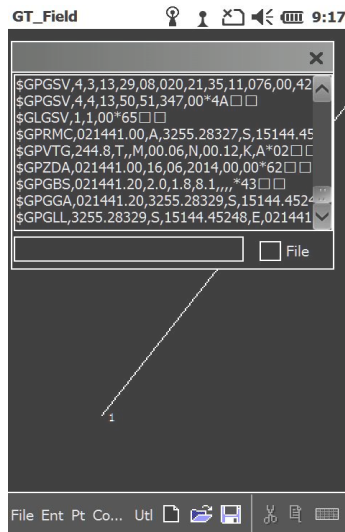 GT_Field 9:17
$GPGSV,4,3,13,29,08,020,21,35,11,076,00,42
$GPGSV,4,4,13,50,51,347,00*4A□□
$GLGSV,1,1,00*65□□
$GPRMC,021441.00,A,3255.28327,S,15144.45
$GPVTG,244.8,T,,M,00.06,N,00.12,K,A*02□□
$GPZDA,021441.00,16,06,2014,00,00*62□□
$GPGBS,021441.20,2.0,1.8,8.1,,,,*43□□
$GPGGA,021441.20,3255.28329,S,15144.4524
$GPGLL,3255.28329,S,15144.45248,E,021441
File
1
File Ent Pt Co... Utl